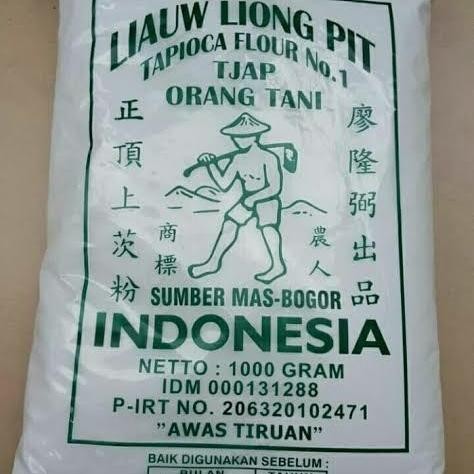 LIAUW LIONG PIT
TAPIOCA FLOUR No.1
TJAP
ORANG TANI
正頂上茨粉
商標
農人
廖隆弼出品
SUMBER MAS-BOGOR
INDONESIA
NETTO : 1000 GRAM
IDM 000131288
P-IRT NO. 206320102471
"AWAS TIRUAN"
BAIK DIGUNAKAN SEBELUM :
BULAN TAHUN